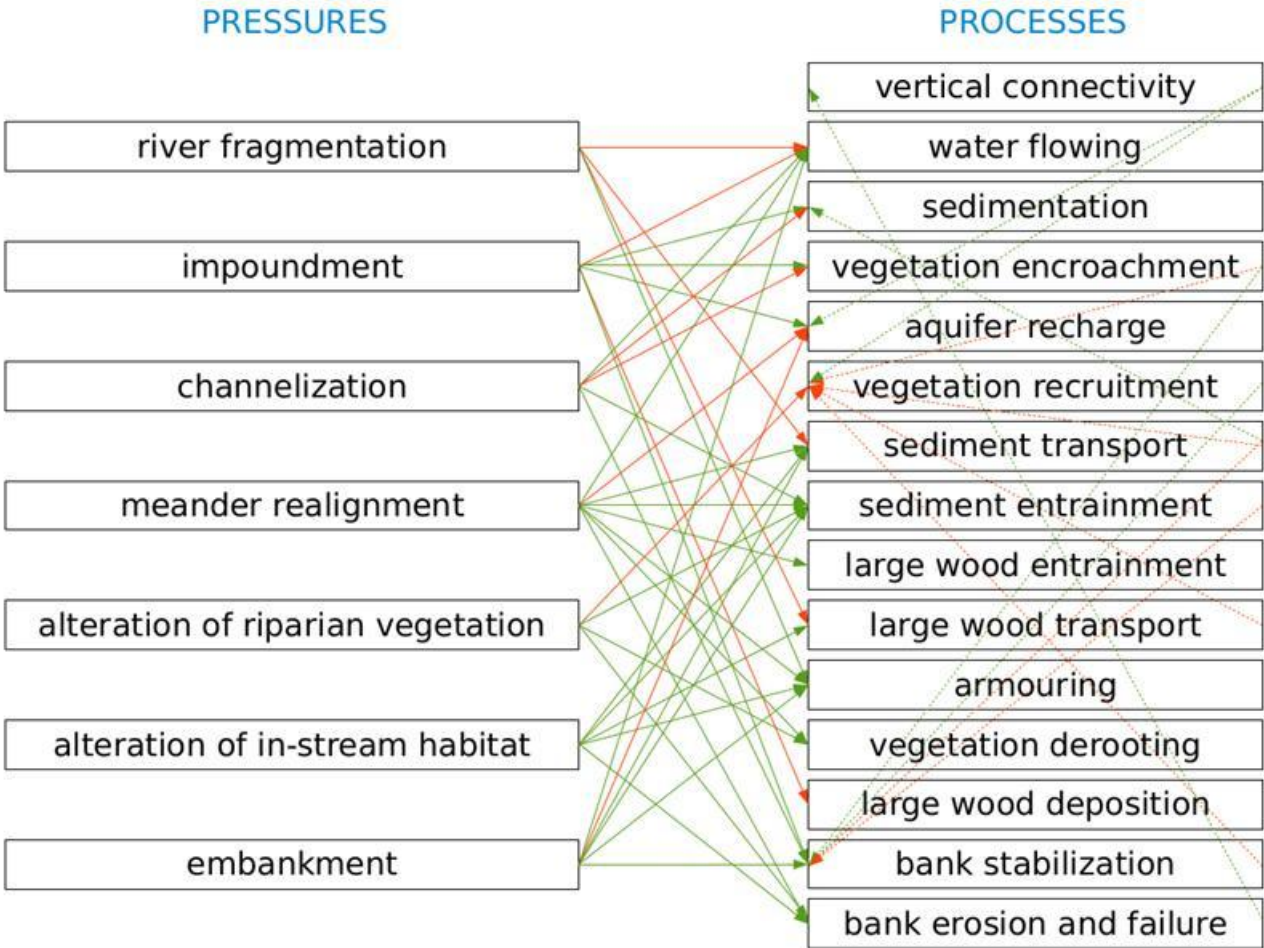 PRESSURES
PROCESSES
river fragmentation
impoundment
channelization
meander realignment
alteration of riparian vegetation
alteration of in-stream habitat
embankment
vertical connectivity
water flowing
sedimentation
vegetation encroachment
aquifer recharge
vegetation recruitment
sediment transport
sediment entrainment
large wood entrainment
large wood transport
armouring
vegetation derooting
large wood deposition
bank stabilization
bank erosion and failure